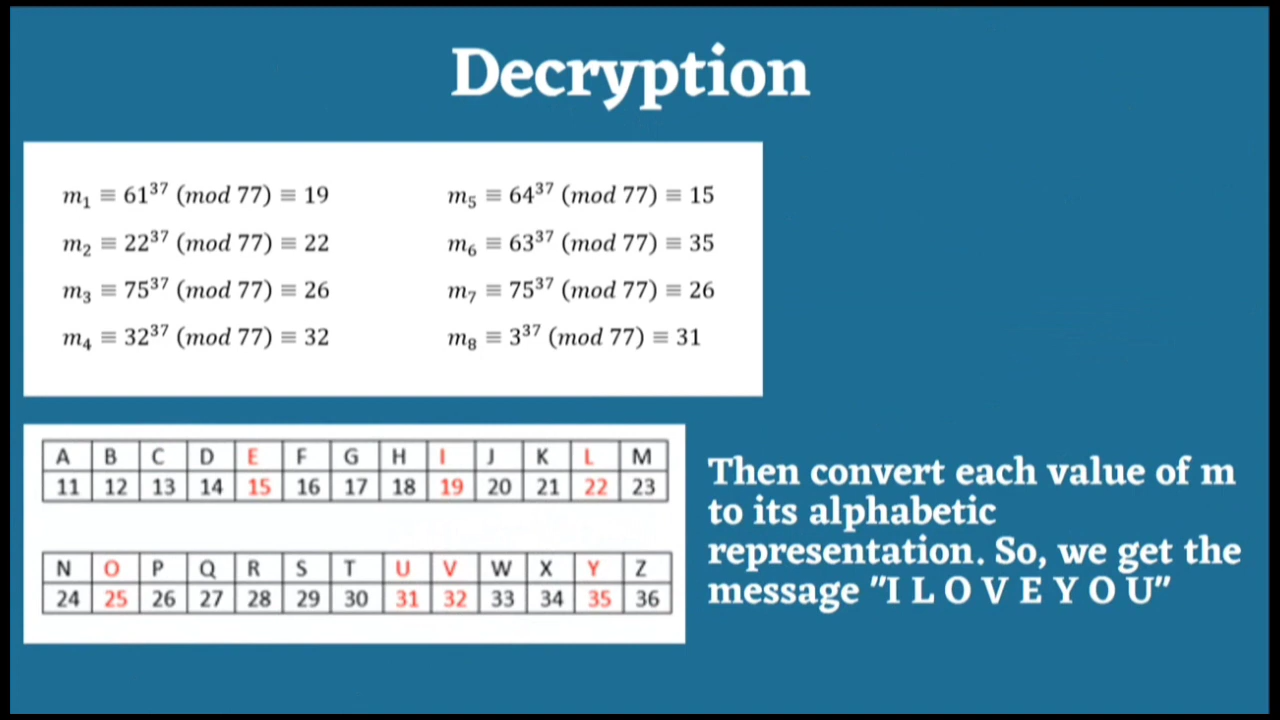 Decryption
m₁ ≡ 61³⁷ (mod 77) ≡ 19
m₂ ≡ 22³⁷ (mod 77) ≡ 22
m₃ ≡ 75³⁷ (mod 77) ≡ 26
m₄ ≡ 32³⁷ (mod 77) ≡ 32
m₅ ≡ 64³⁷ (mod 77) ≡ 15
m₆ ≡ 63³⁷ (mod 77) ≡ 35
m₇ ≡ 75³⁷ (mod 77) ≡ 26
m₈ ≡ 3³⁷ (mod 77) ≡ 31
A B C D E F G H I J K L M
11 12 13 14 15 16 17 18 19 20 21 22 23
N O P Q R S T U V W X Y Z
24 25 26 27 28 29 30 31 32 33 34 35 36
Then convert each value of m
to its alphabetic
representation. So, we get the
message "I L O V E Y O U"